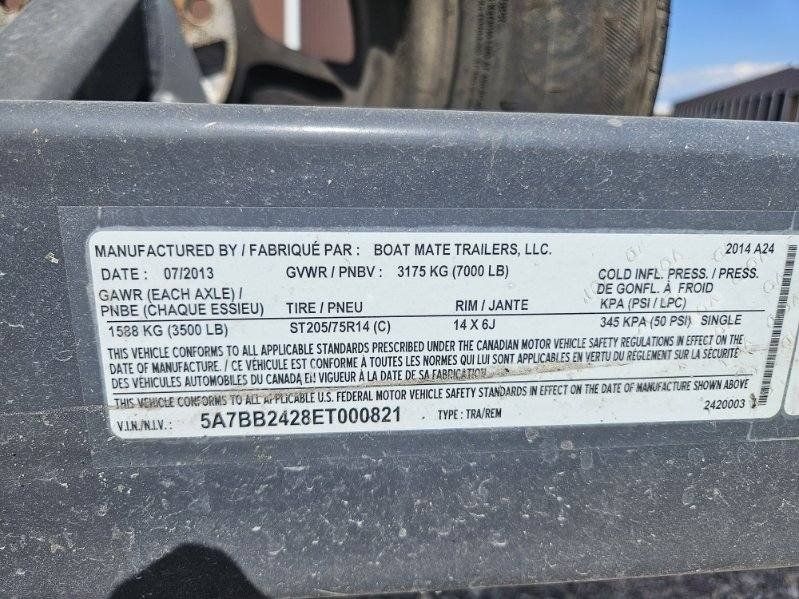 MANUFACTURED BY / FABRIQUÉ PAR : BOAT MATE TRAILERS, LLC. 2014 A24
DATE : 07/2013 GVWR / PNBV : 3175 KG (7000 LB) COLD INFL. PRESS. / PRESS.
DE GONFL. À FROID
GAWR (EACH AXLE) /
PNBE (CHAQUE ESSIEU) TIRE / PNEU RIM / JANTE KPA (PSI / LPC)
1588 KG (3500 LB) ST205/75R14 (C) 14 X 6J 345 KPA (50 PSI) SINGLE
THIS VEHICLE CONFORMS TO ALL APPLICABLE STANDARDS PRESCRIBED UNDER THE CANADIAN MOTOR VEHICLE SAFETY REGULATIONS IN EFFECT ON THE
DATE OF MANUFACTURE. / CE VÉHICULE EST CONFORME À TOUTES LES NORMES QUI LUI SONT APPLICABLES EN VERTU DU RÈGLEMENT SUR LA SÉCURITÉ
DES VÉHICULES AUTOMOBILES DU CANADA EN VIGUEUR À LA DATE DE SA FABRICATION.
THIS VEHICLE CONFORMS TO ALL APPLICABLE U.S. FEDERAL MOTOR VEHICLE SAFETY STANDARDS IN EFFECT ON THE DATE OF MANUFACTURE SHOWN ABOVE
V.I.N./N.I.V. : 5A7BB2428ET000821 TYPE : TRA/REM 2420003